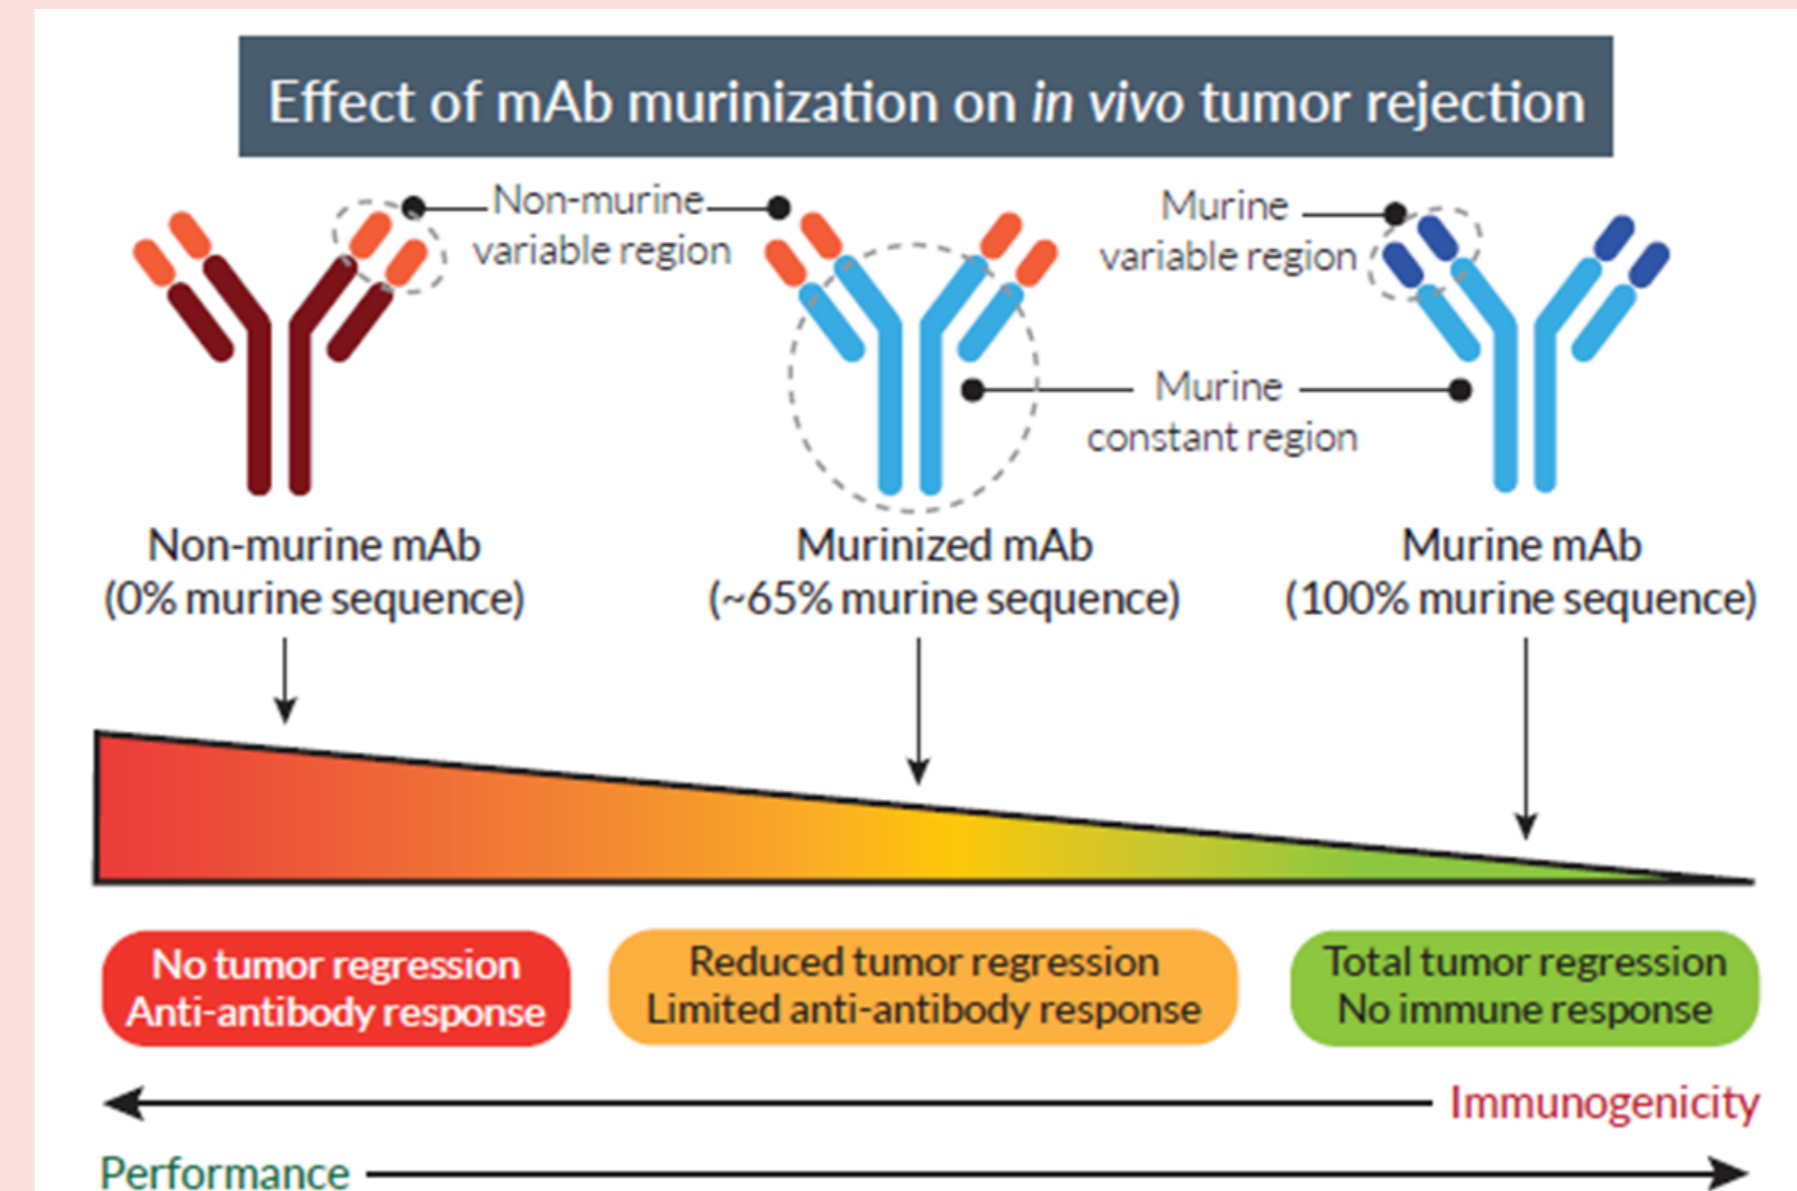 Effect of mAb murinization on in vivo tumor rejection
Non-murine
variable region
Murine
variable region
Murine
constant region
Non-murine mAb
(0% murine sequence)
Murinized mAb
(~65% murine sequence)
Murine mAb
(100% murine sequence)
No tumor regression
Anti-antibody response
Reduced tumor regression
Limited anti-antibody response
Total tumor regression
No immune response
Immunogenicity
Performance